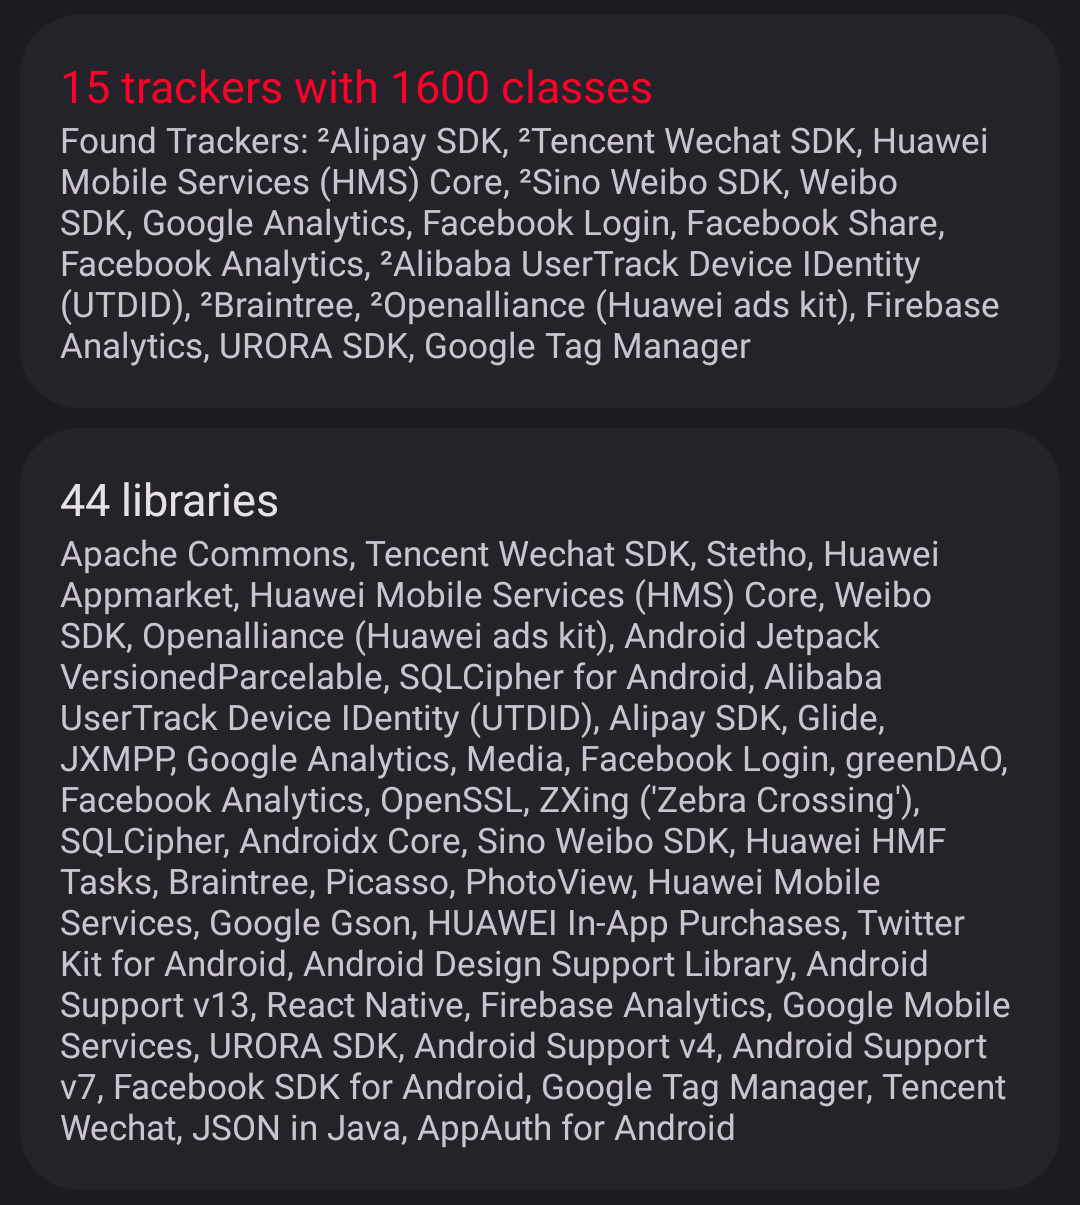 15 trackers with 1600 classes
Found Trackers: ²Alipay SDK, ²Tencent Wechat SDK, Huawei
Mobile Services (HMS) Core, ²Sino Weibo SDK, Weibo
SDK, Google Analytics, Facebook Login, Facebook Share,
Facebook Analytics, ²Alibaba UserTrack Device IDentity
(UTDID), ²Braintree, ²Openalliance (Huawei ads kit), Firebase
Analytics, URORA SDK, Google Tag Manager
44 libraries
Apache Commons, Tencent Wechat SDK, Stetho, Huawei
Appmarket, Huawei Mobile Services (HMS) Core, Weibo
SDK, Openalliance (Huawei ads kit), Android Jetpack
VersionedParcelable, SQLCipher for Android, Alibaba
UserTrack Device IDentity (UTDID), Alipay SDK, Glide,
JXMPP, Google Analytics, Media, Facebook Login, greenDAO,
Facebook Analytics, OpenSSL, ZXing ('Zebra Crossing'),
SQLCipher, Androidx Core, Sino Weibo SDK, Huawei HMF
Tasks, Braintree, Picasso, PhotoView, Huawei Mobile
Services, Google Gson, HUAWEI In-App Purchases, Twitter
Kit for Android, Android Design Support Library, Android
Support v13, React Native, Firebase Analytics, Google Mobile
Services, URORA SDK, Android Support v4, Android Support
v7, Facebook SDK for Android, Google Tag Manager, Tencent
Wechat, JSON in Java, AppAuth for Android